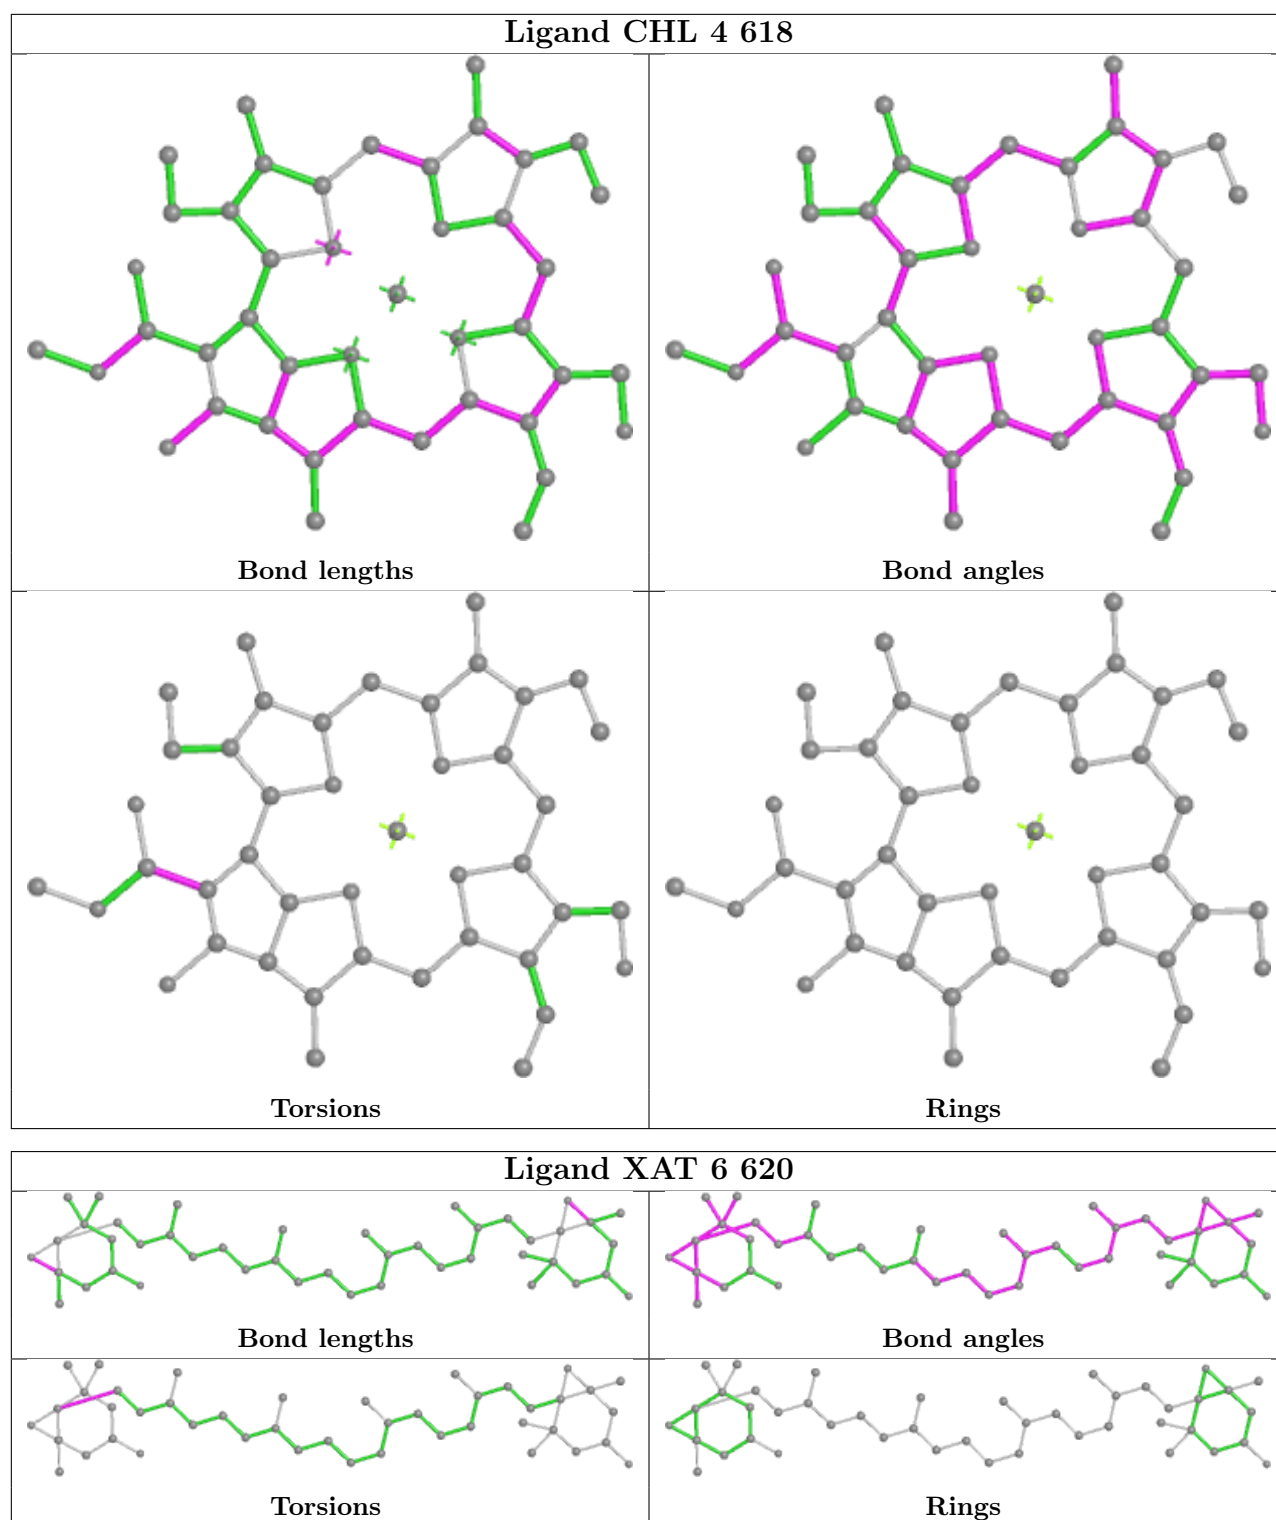 Ligand CHL 4 618
Bond lengths
Bond angles
Torsions
Rings
Ligand XAT 6 620
Bond lengths
Bond angles
Torsions
Rings